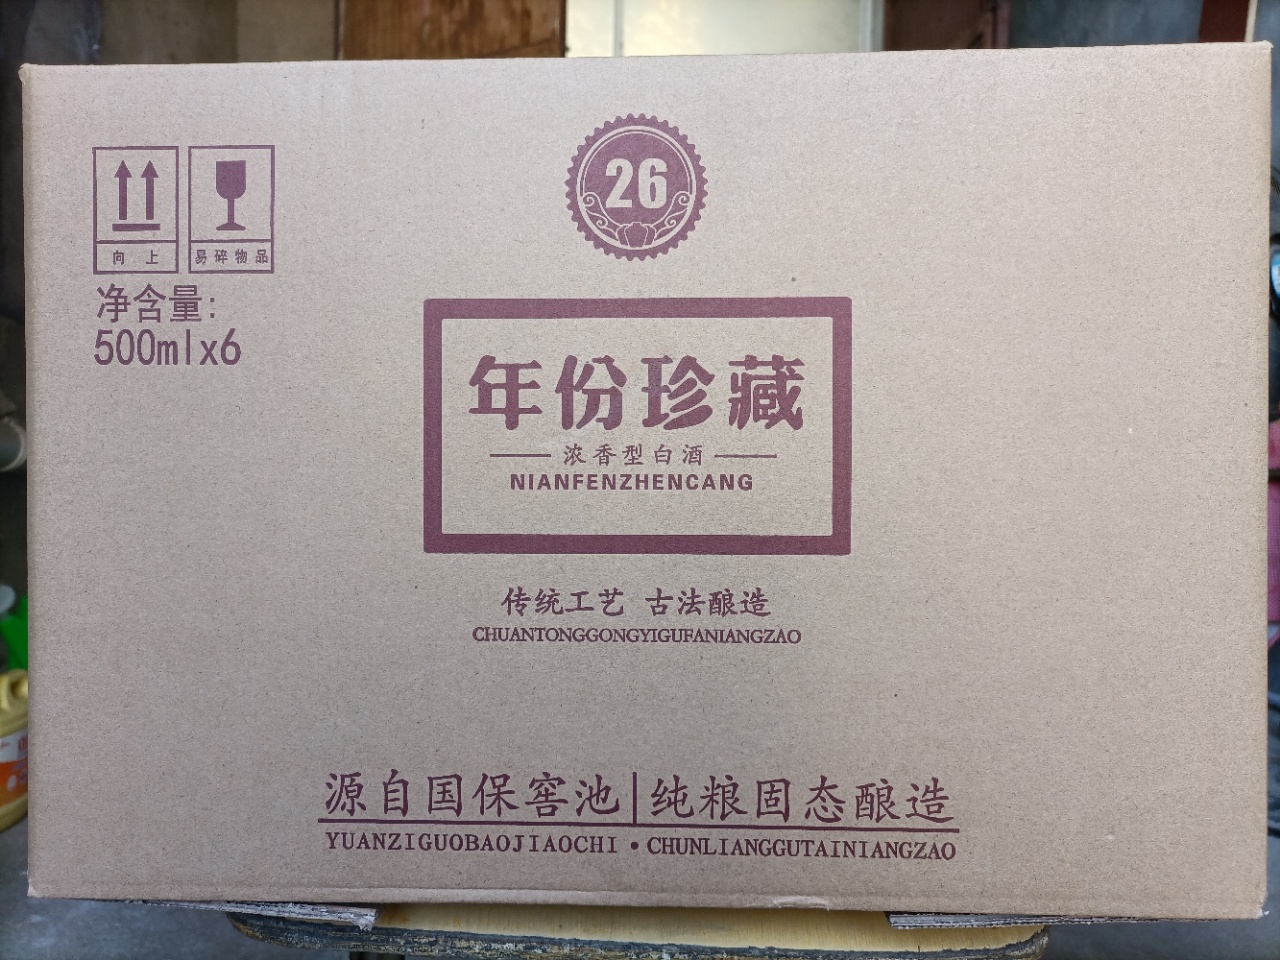 26
向上
易碎物品
净含量:
500mlx6
年份珍藏
浓香型白酒
NIANFENZHENCANG
传统工艺 古法酿造
CHUANTONGGONGYIGUFANIANGZAO
源自国保窖池|纯粮固态酿造
YUANZIGUOBAOJIAOCHI·CHUNLIANGGUTAINIANGZAO